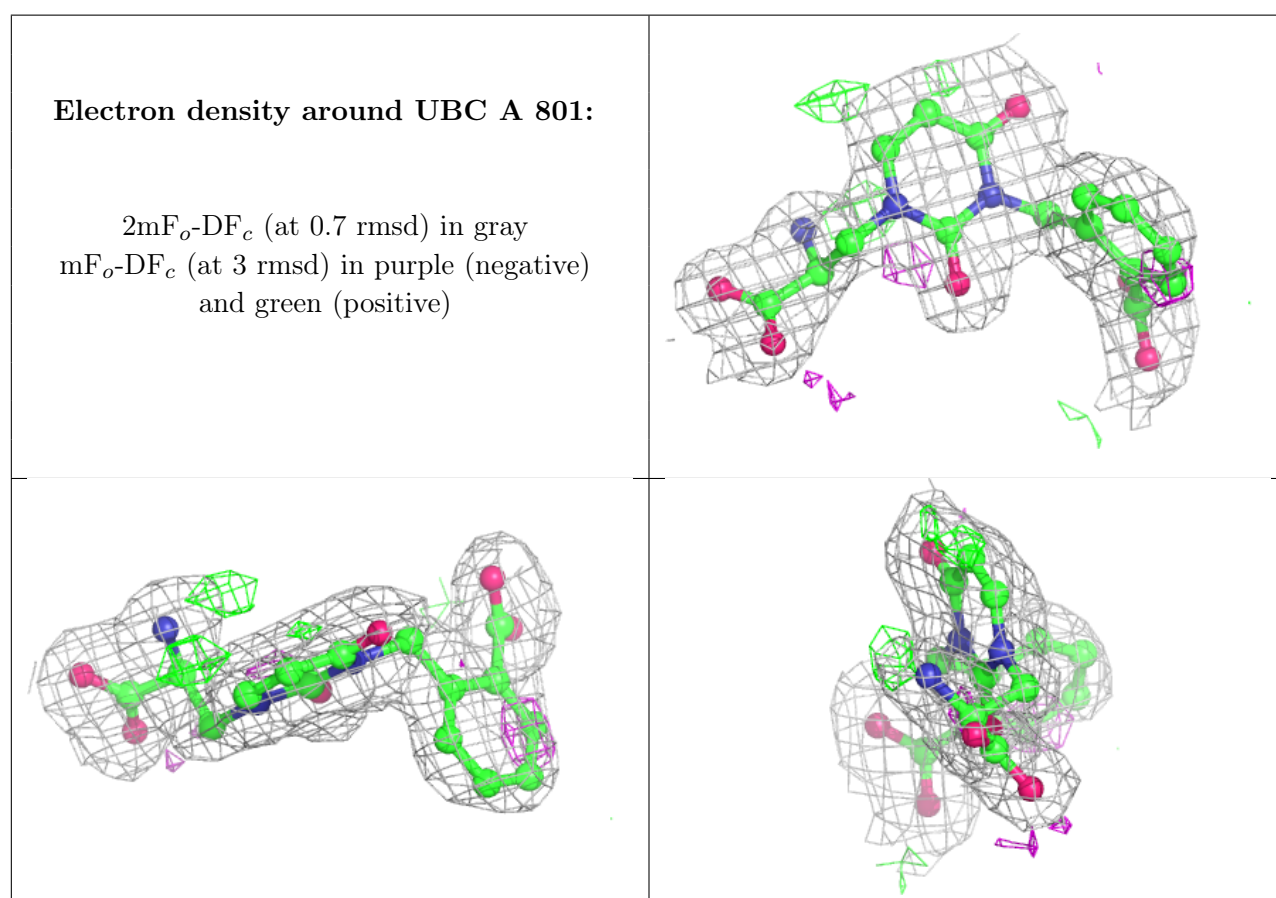 Electron density around UBC A 801:
2mFₒ-DF𝒸 (at 0.7 rmsd) in gray
mFₒ-DF𝒸 (at 3 rmsd) in purple (negative)
and green (positive)